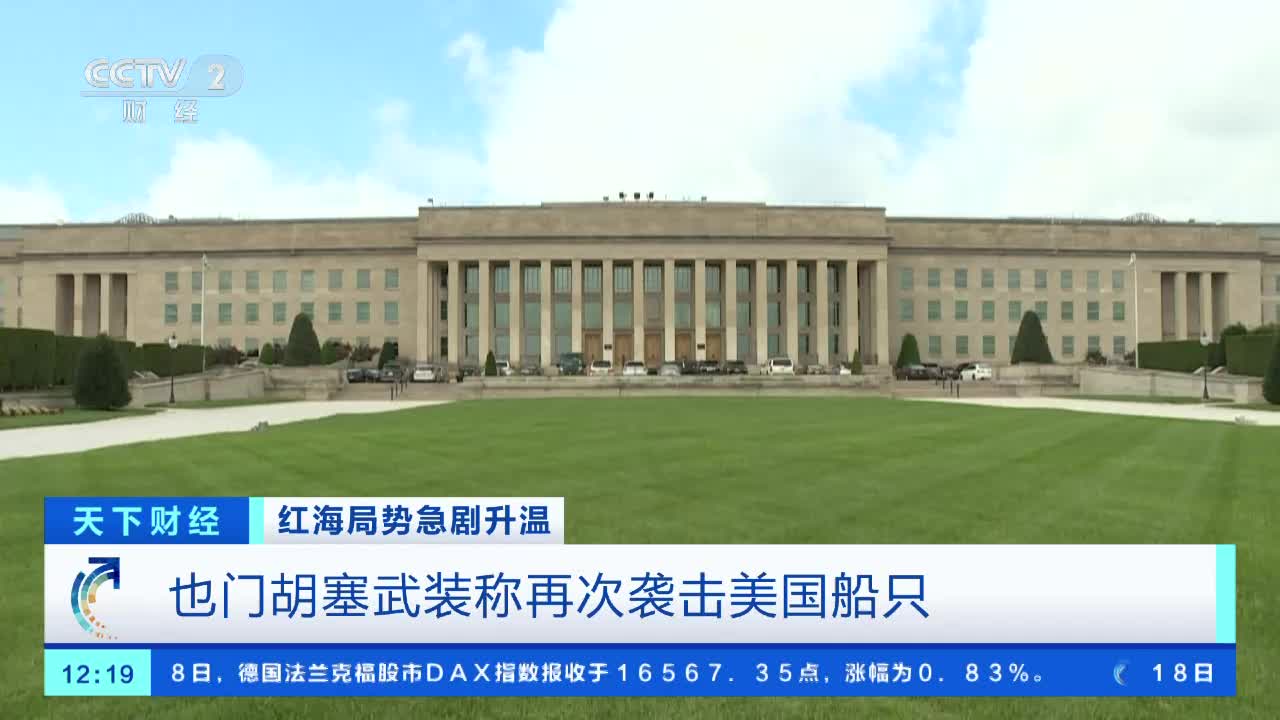 CCTV 2
财经
天下财经
红海局势急剧升温
也门胡塞武装称再次袭击美国船只
12:19
8日，德国法兰克福股市DAX指数报收于16567.35点，涨幅为0.83%。
18日